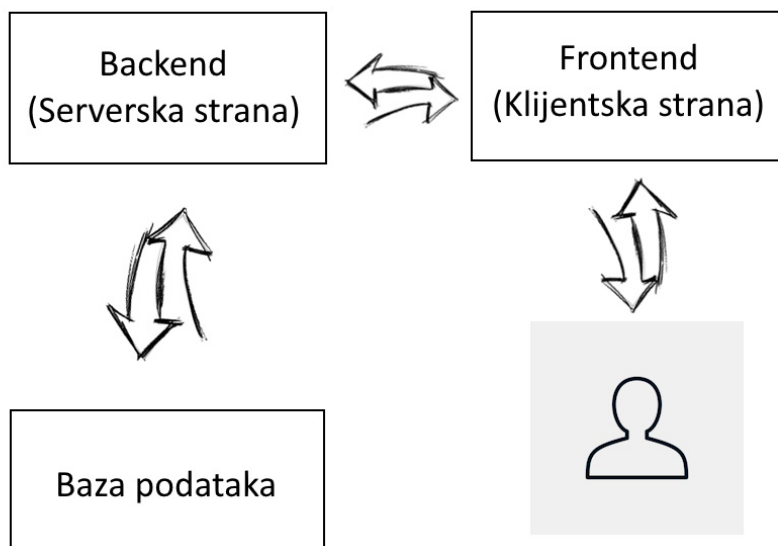 Backend
(Serverska strana)
Frontend
(Klijentska strana)
Baza podataka